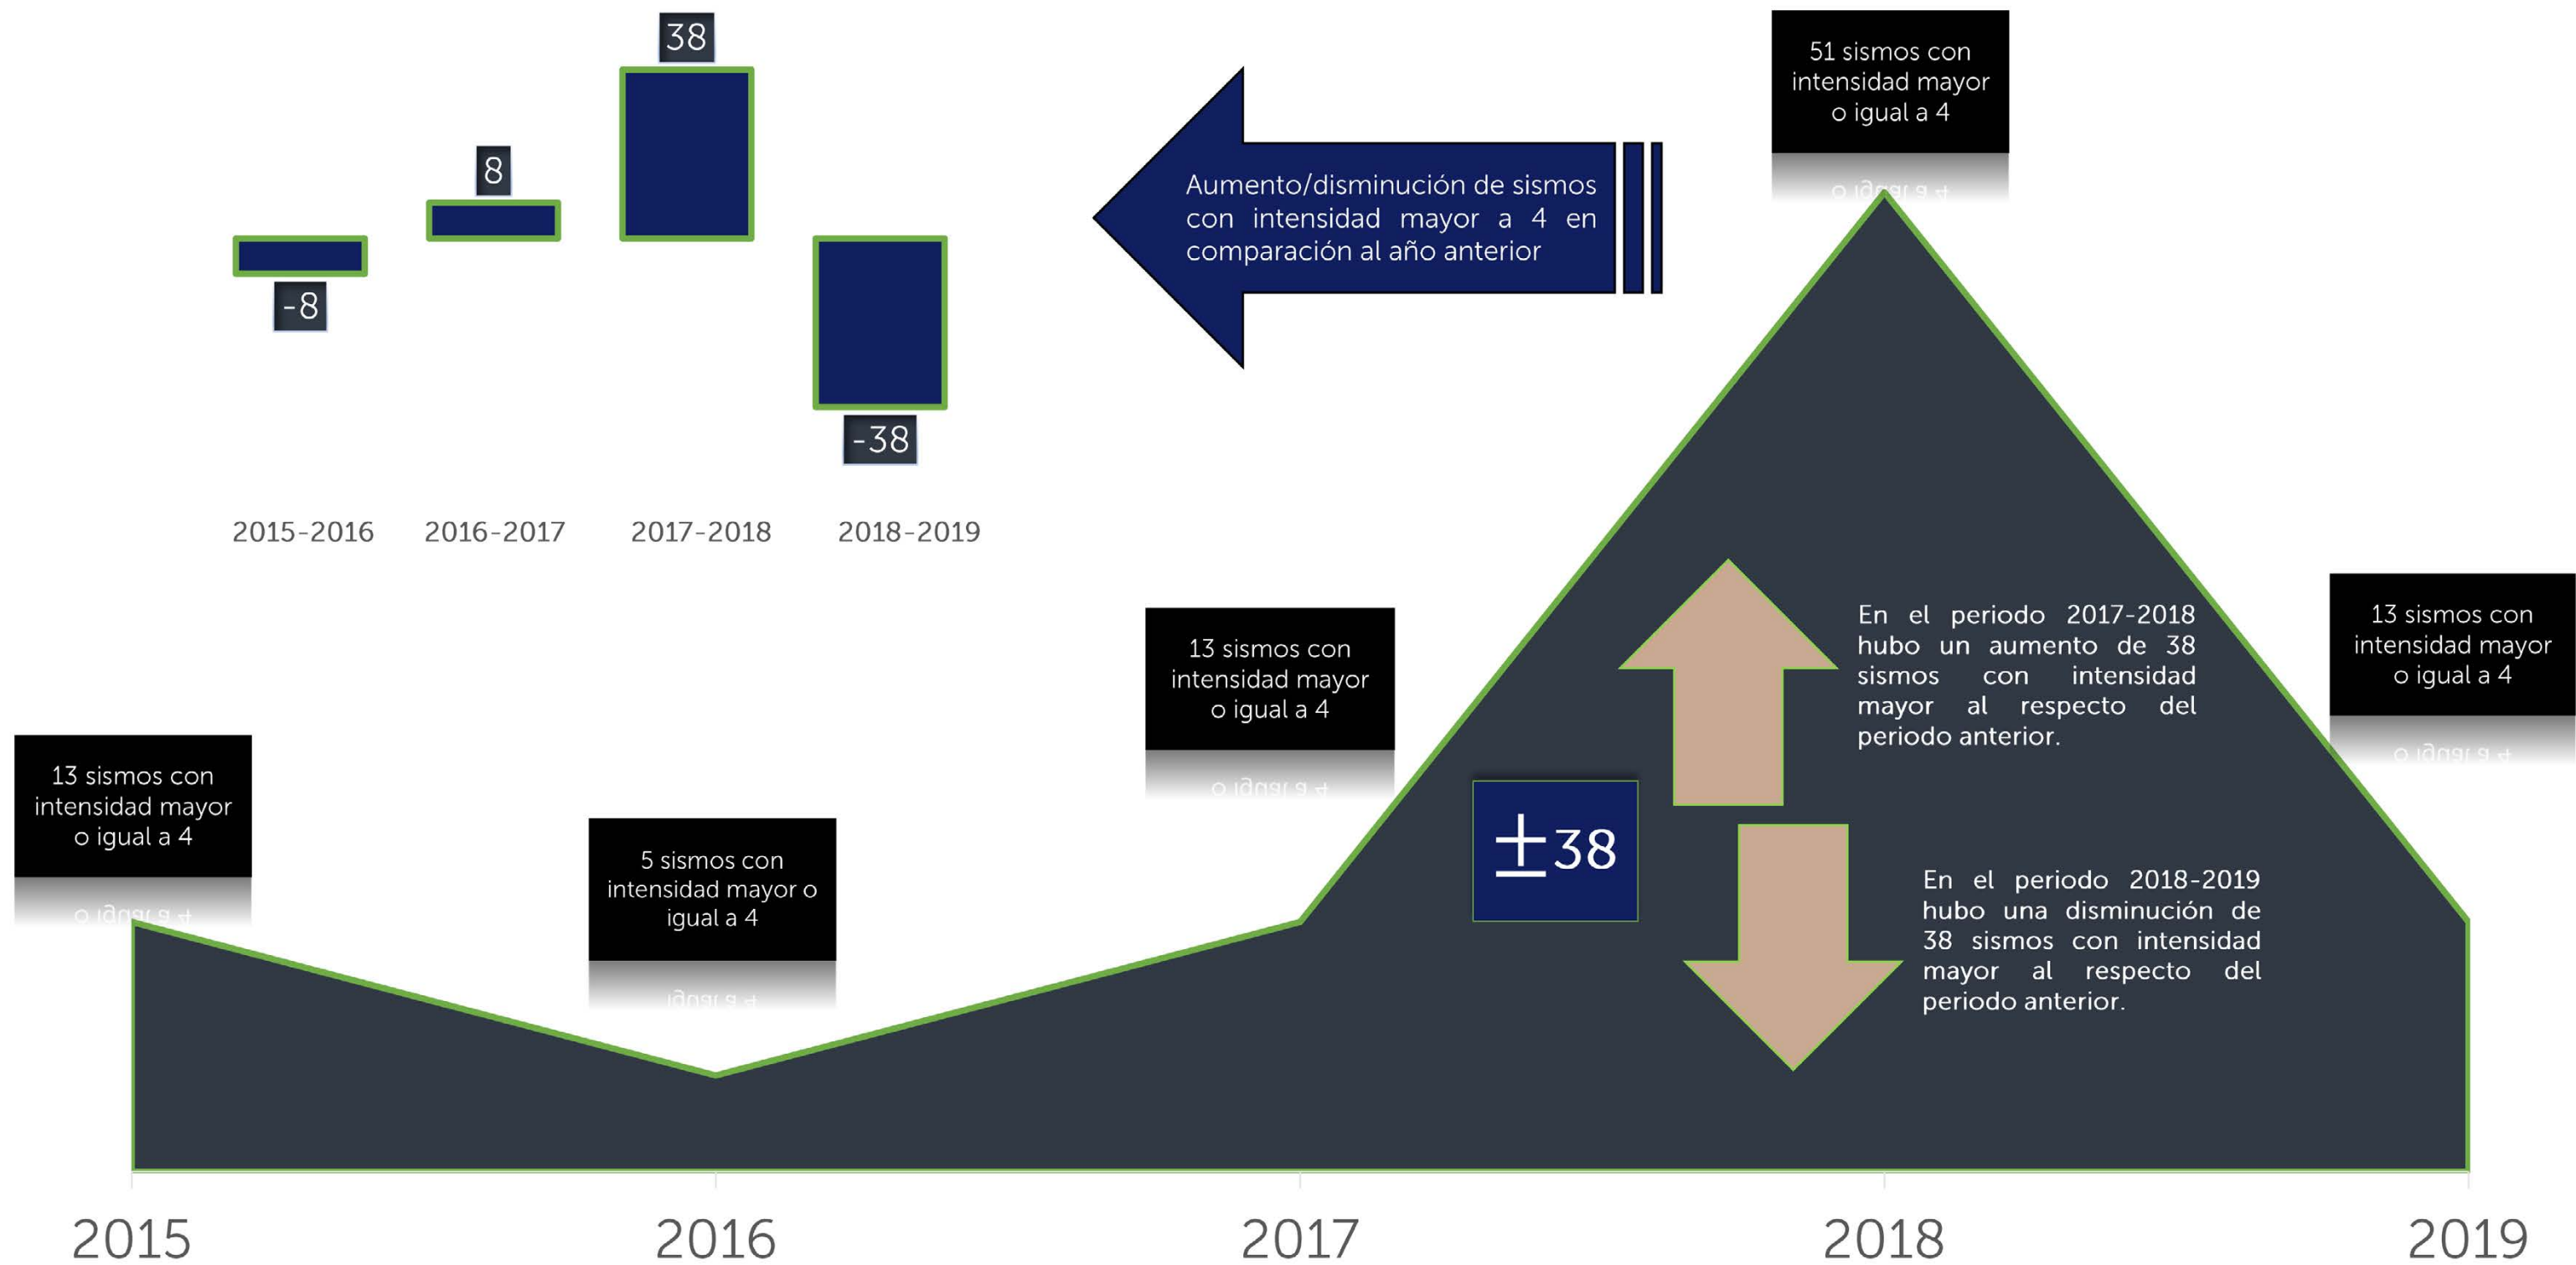 38
8
-8
-38
2015-2016
2016-2017
2017-2018
2018-2019
Aumento/disminución de sismos
con intensidad mayor a 4 en
comparación al año anterior
51 sismos con
intensidad mayor
o igual a 4
13 sismos con
intensidad mayor
o igual a 4
5 sismos con
intensidad mayor o
igual a 4
13 sismos con
intensidad mayor
o igual a 4
13 sismos con
intensidad mayor
o igual a 4
±38
En el periodo 2017-2018
hubo un aumento de 38
sismos con intensidad
mayor al respecto del
periodo anterior.
En el periodo 2018-2019
hubo una disminución de
38 sismos con intensidad
mayor al respecto del
periodo anterior.
2015
2016
2017
2018
2019